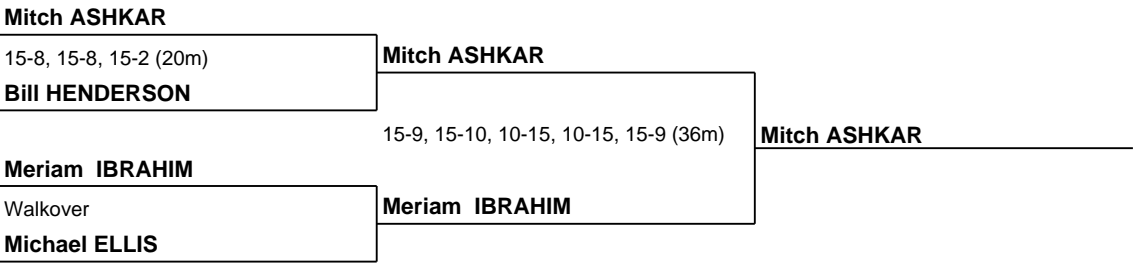 Mitch ASHKAR
15-8, 15-8, 15-2 (20m)
Mitch ASHKAR
Bill HENDERSON
15-9, 15-10, 10-15, 10-15, 15-9 (36m)
Mitch ASHKAR
Meriam  IBRAHIM
Walkover
Meriam  IBRAHIM
Michael ELLIS